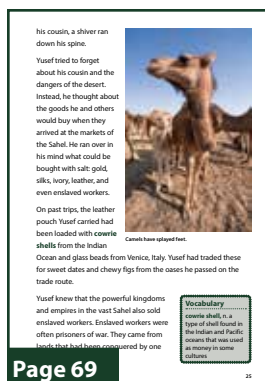 his cousin, a shiver ran
down his spine.
Yusef tried to forget
about his cousin and the
dangers of the desert.
Instead, he thought about
the goods he and others
would buy when they
arrived at the markets of
the Sahel. He ran over in
his mind what could be
bought with salt: gold,
silks, ivory, leather, and
even enslaved workers.
On past trips, the leather
pouch Yusef carried had
been loaded with cowrie
shells from the Indian
Camels have splayed feet.
Ocean and glass beads from Venice, Italy. Yusef had traded these
for sweet dates and chewy figs from the oases he passed on the
trade route.
Yusef knew that the powerful kingdoms
and empires in the vast Sahel also sold
enslaved workers. Enslaved workers were
often prisoners of war. They came from
lands that had been conquered by one
Vocabulary
cowrie shell, n. a
type of shell found in
the Indian and Pacific
oceans that was used
as money in some
cultures
Page 69
25